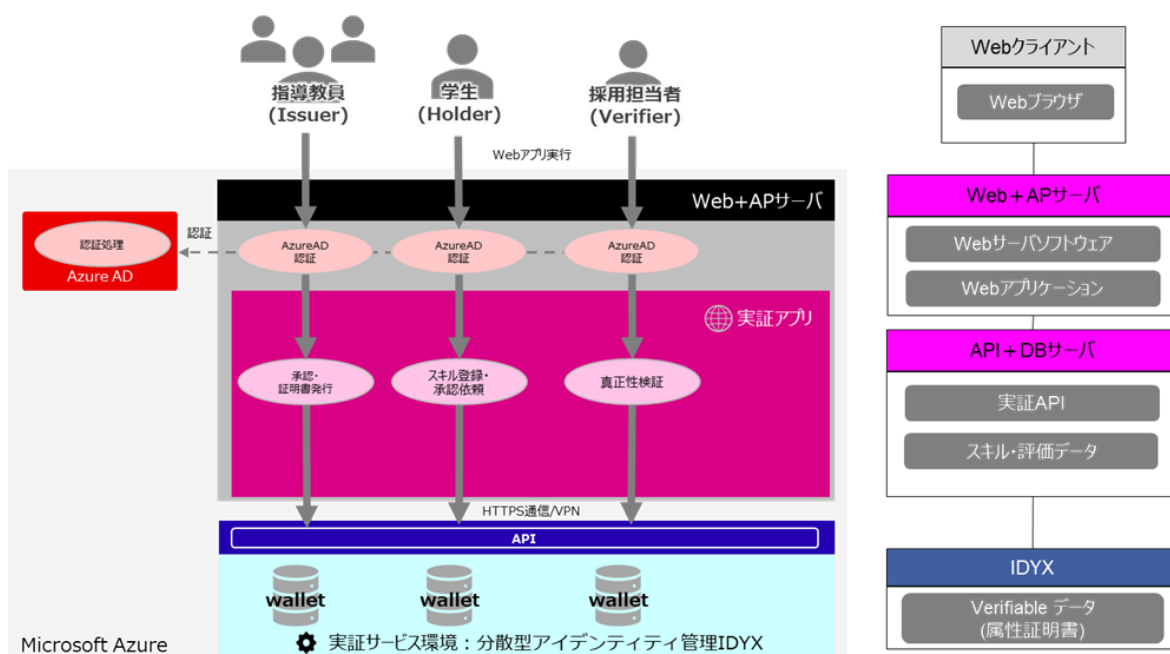 指導教員
(Issuer)
学生
(Holder)
採用担当者
(Verifier)
Webアプリ実行
Web+APサーバ
認証処理
Azure AD
認証
AzureAD
認証
AzureAD
認証
AzureAD
認証
実証アプリ
承認・
証明書発行
スキル登録・
承認依頼
真正性検証
HTTPS通信/VPN
API
wallet
wallet
wallet
Microsoft Azure
実証サービス環境：分散型アイデンティティ管理IDYX
Webクライアント
Webブラウザ
Web＋APサーバ
Webサーバソフトウェア
Webアプリケーション
API＋DBサーバ
実証API
スキル・評価データ
IDYX
Verifiable データ
(属性証明書)